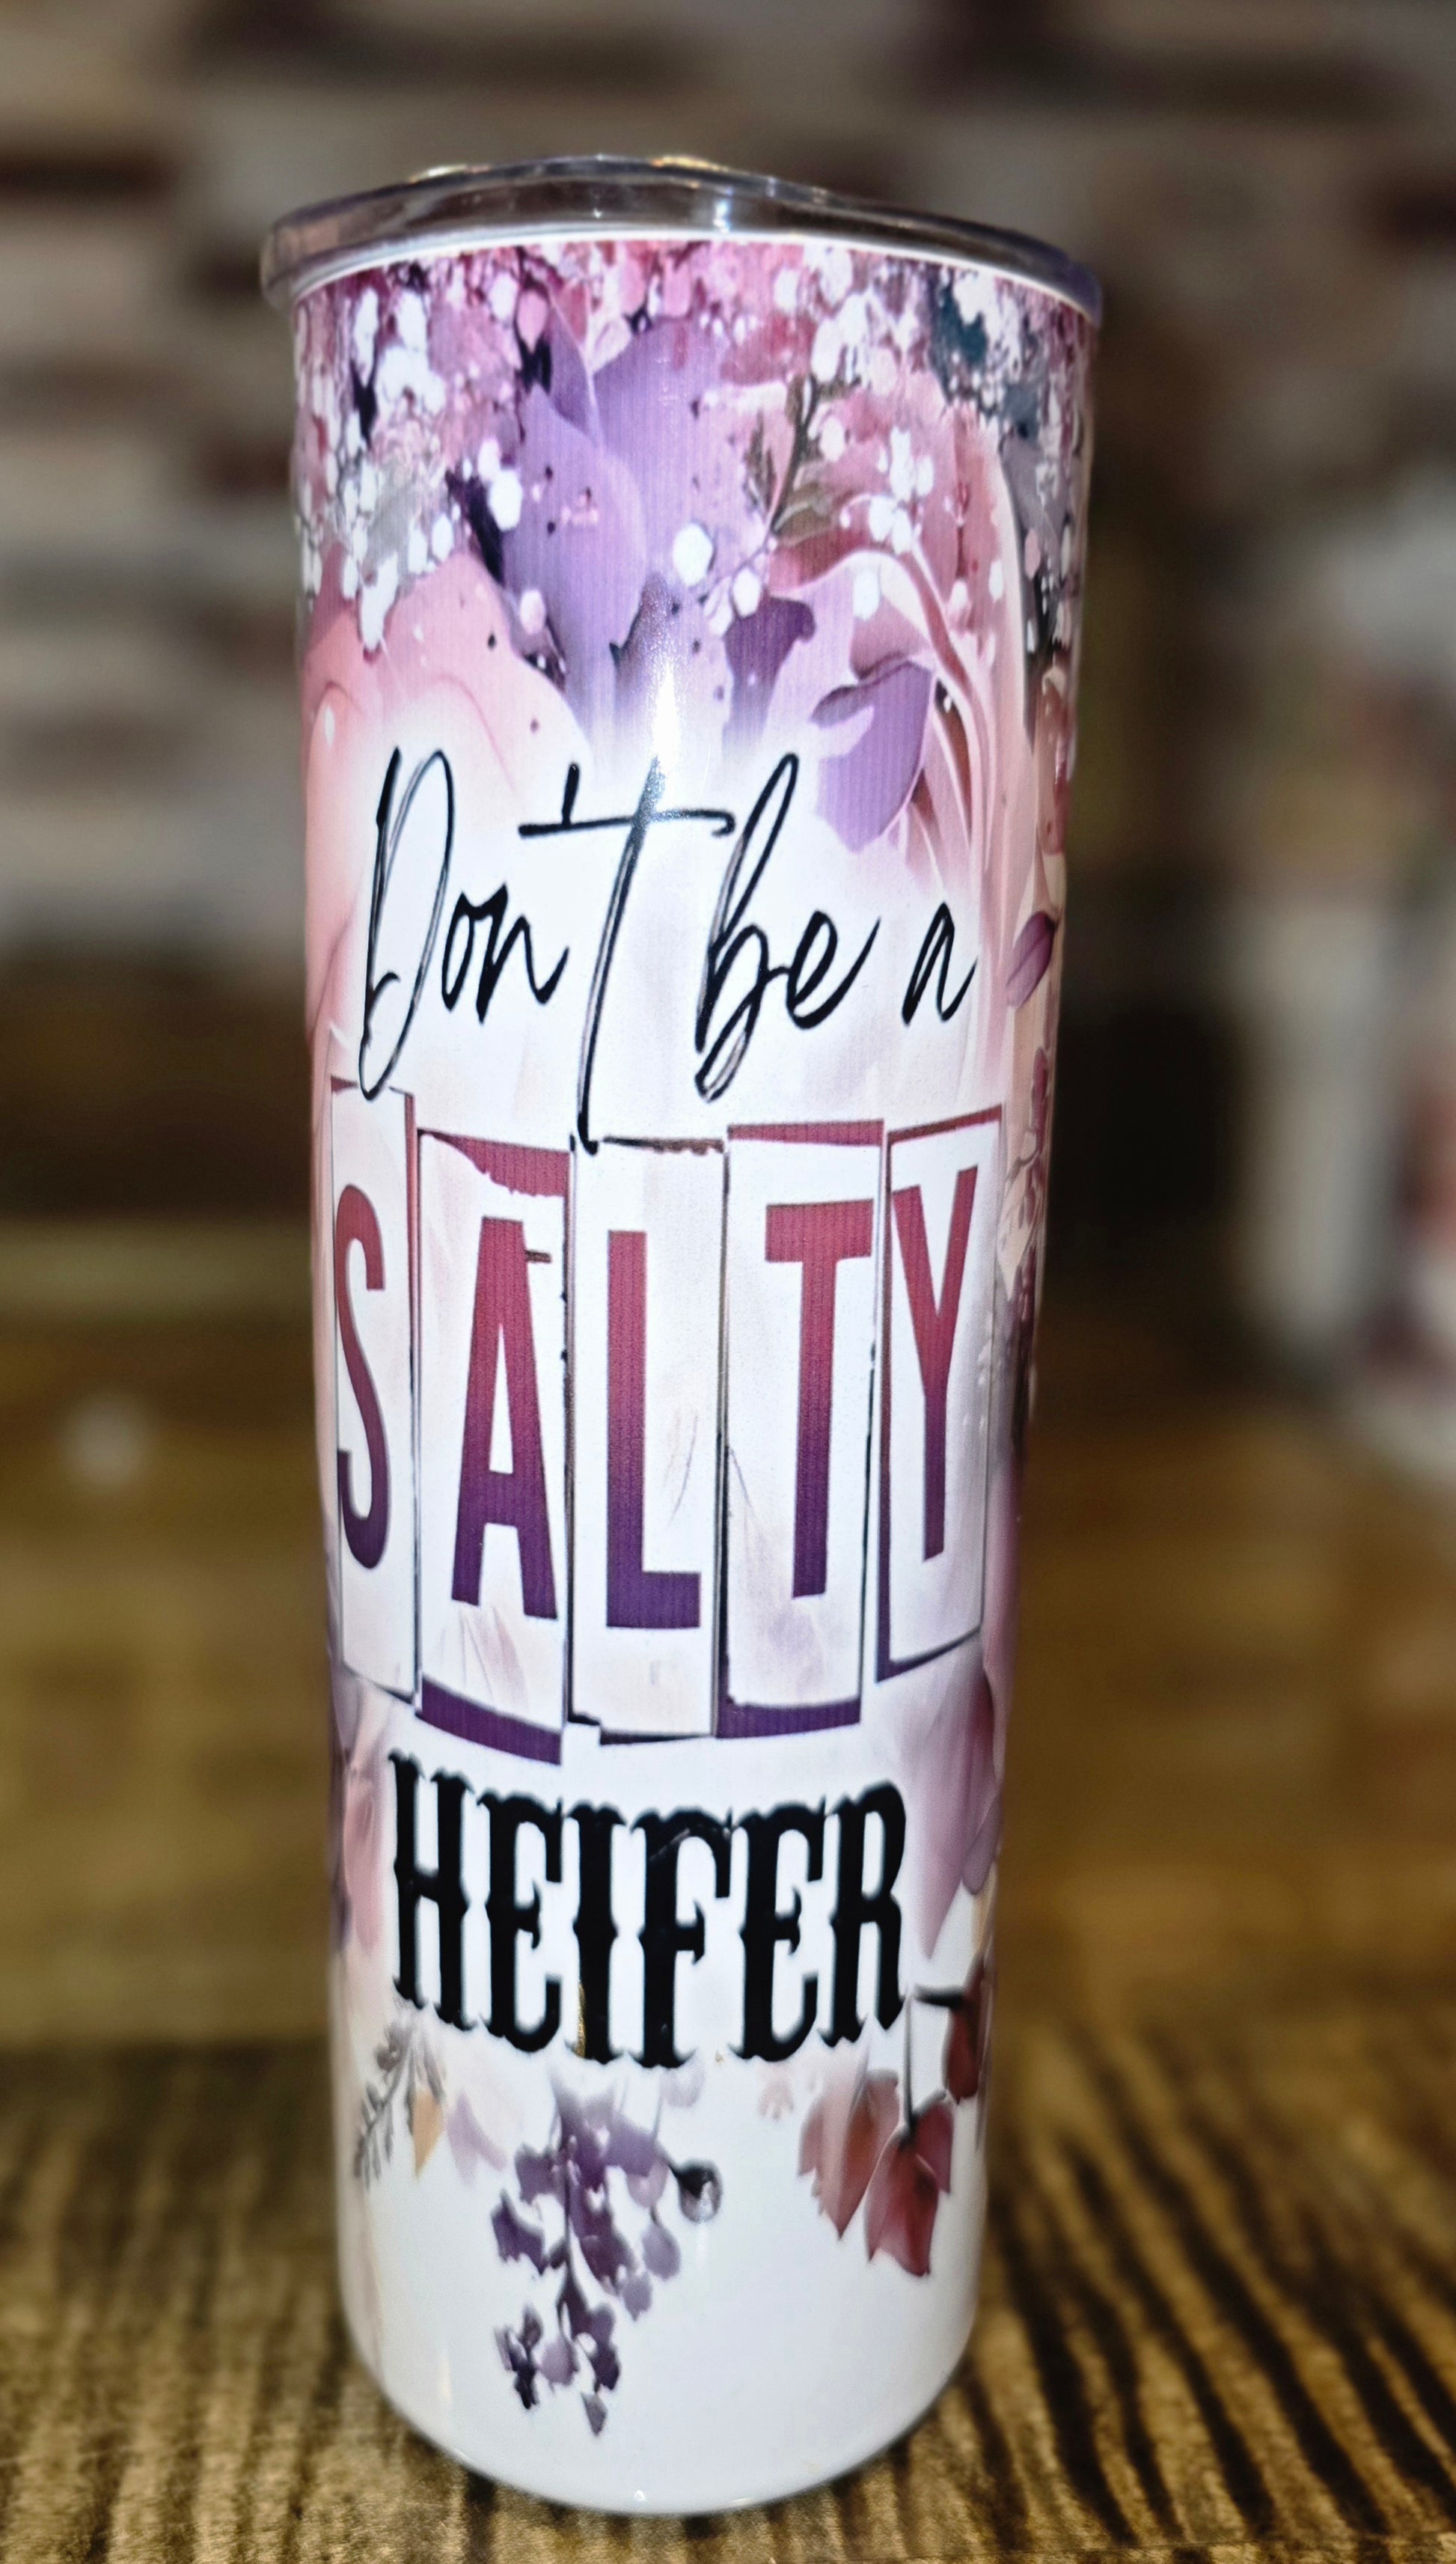 Don't be a
SALTY
HEIFER